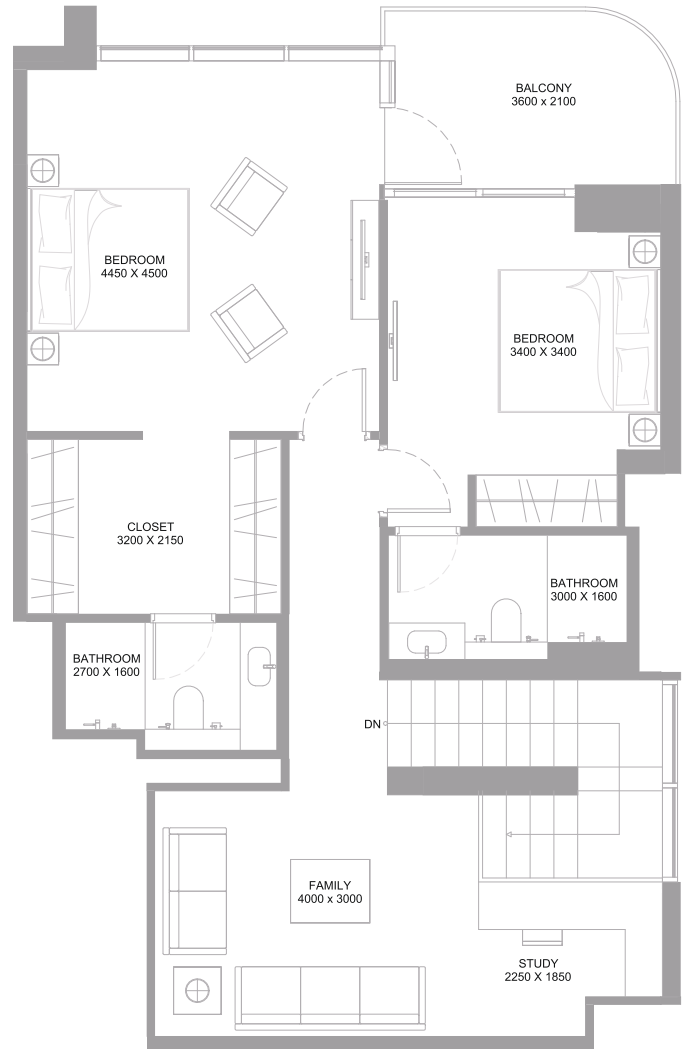 BALCONY
3600 x 2100
BEDROOM
4450 X 4500
BEDROOM
3400 X 3400
CLOSET
3200 X 2150
BATHROOM
3000 X 1600
BATHROOM
2700 X 1600
DN
FAMILY
4000 x 3000
STUDY
2250 X 1850